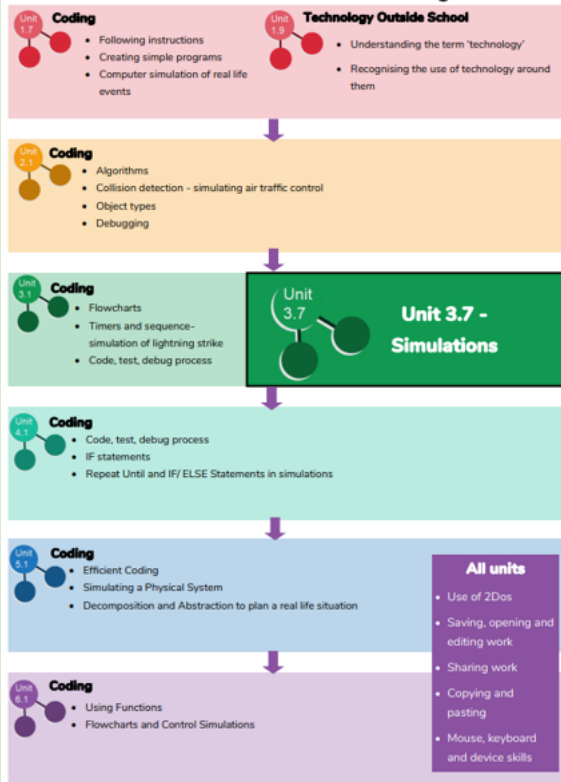 Unit
1.7
Coding
• Following instructions
• Creating simple programs
• Computer simulation of real life
events
Unit
1.9
Technology Outside School
• Understanding the term 'technology'
• Recognising the use of technology around
them
Unit
2.1
Coding
• Algorithms
• Collision detection - simulating air traffic control
• Object types
• Debugging
Unit
3.1
Coding
• Flowcharts
• Timers and sequence-
simulation of lightning strike
• Code, test, debug process
Unit
3.7
Unit 3.7 -
Simulations
Unit
4.1
Coding
• Code, test, debug process
• IF statements
• Repeat Until and IF/ ELSE Statements in simulations
Unit
5.1
Coding
• Efficient Coding
• Simulating a Physical System
• Decomposition and Abstraction to plan a real life situation
All units
• Use of 2Dos
• Saving, opening and
editing work
• Sharing work
• Copying and
pasting
• Mouse, keyboard
and device skills
Unit
6.1
Coding
• Using Functions
• Flowcharts and Control Simulations